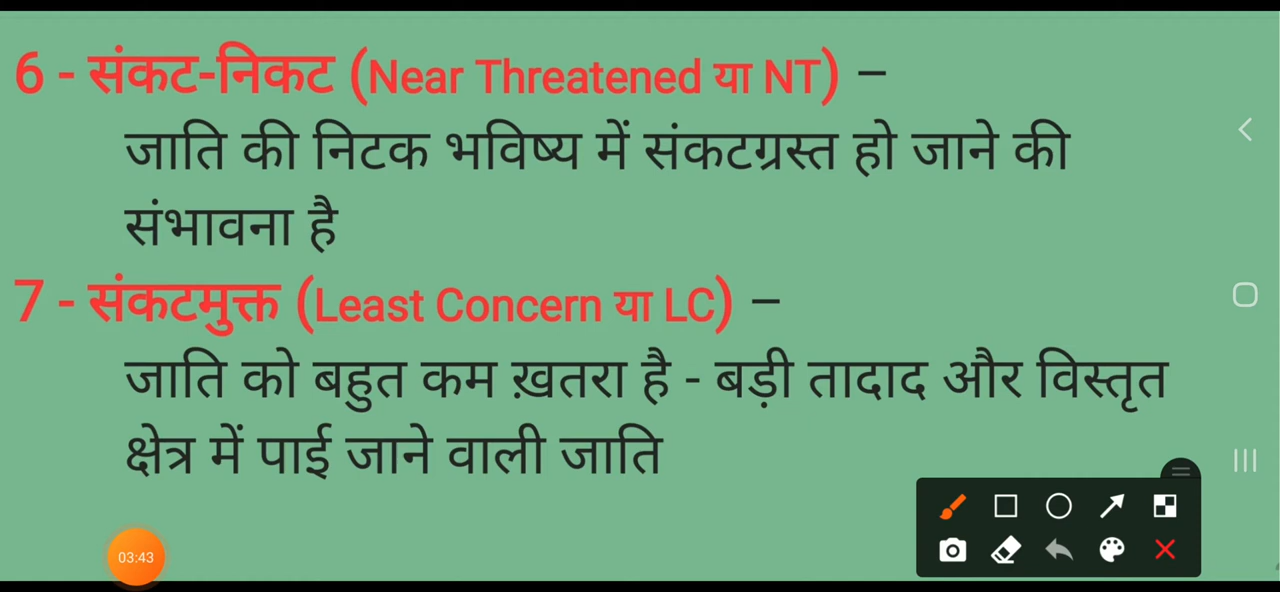 6 - संकट-निकट (Near Threatened या NT) –
जाति की निटक भविष्य में संकटग्रस्त हो जाने की
संभावना है
7 - संकटमुक्त (Least Concern या LC) –
जाति को बहुत कम ख़तरा है - बड़ी तादाद और विस्तृत
क्षेत्र में पाई जाने वाली जाति
03:43